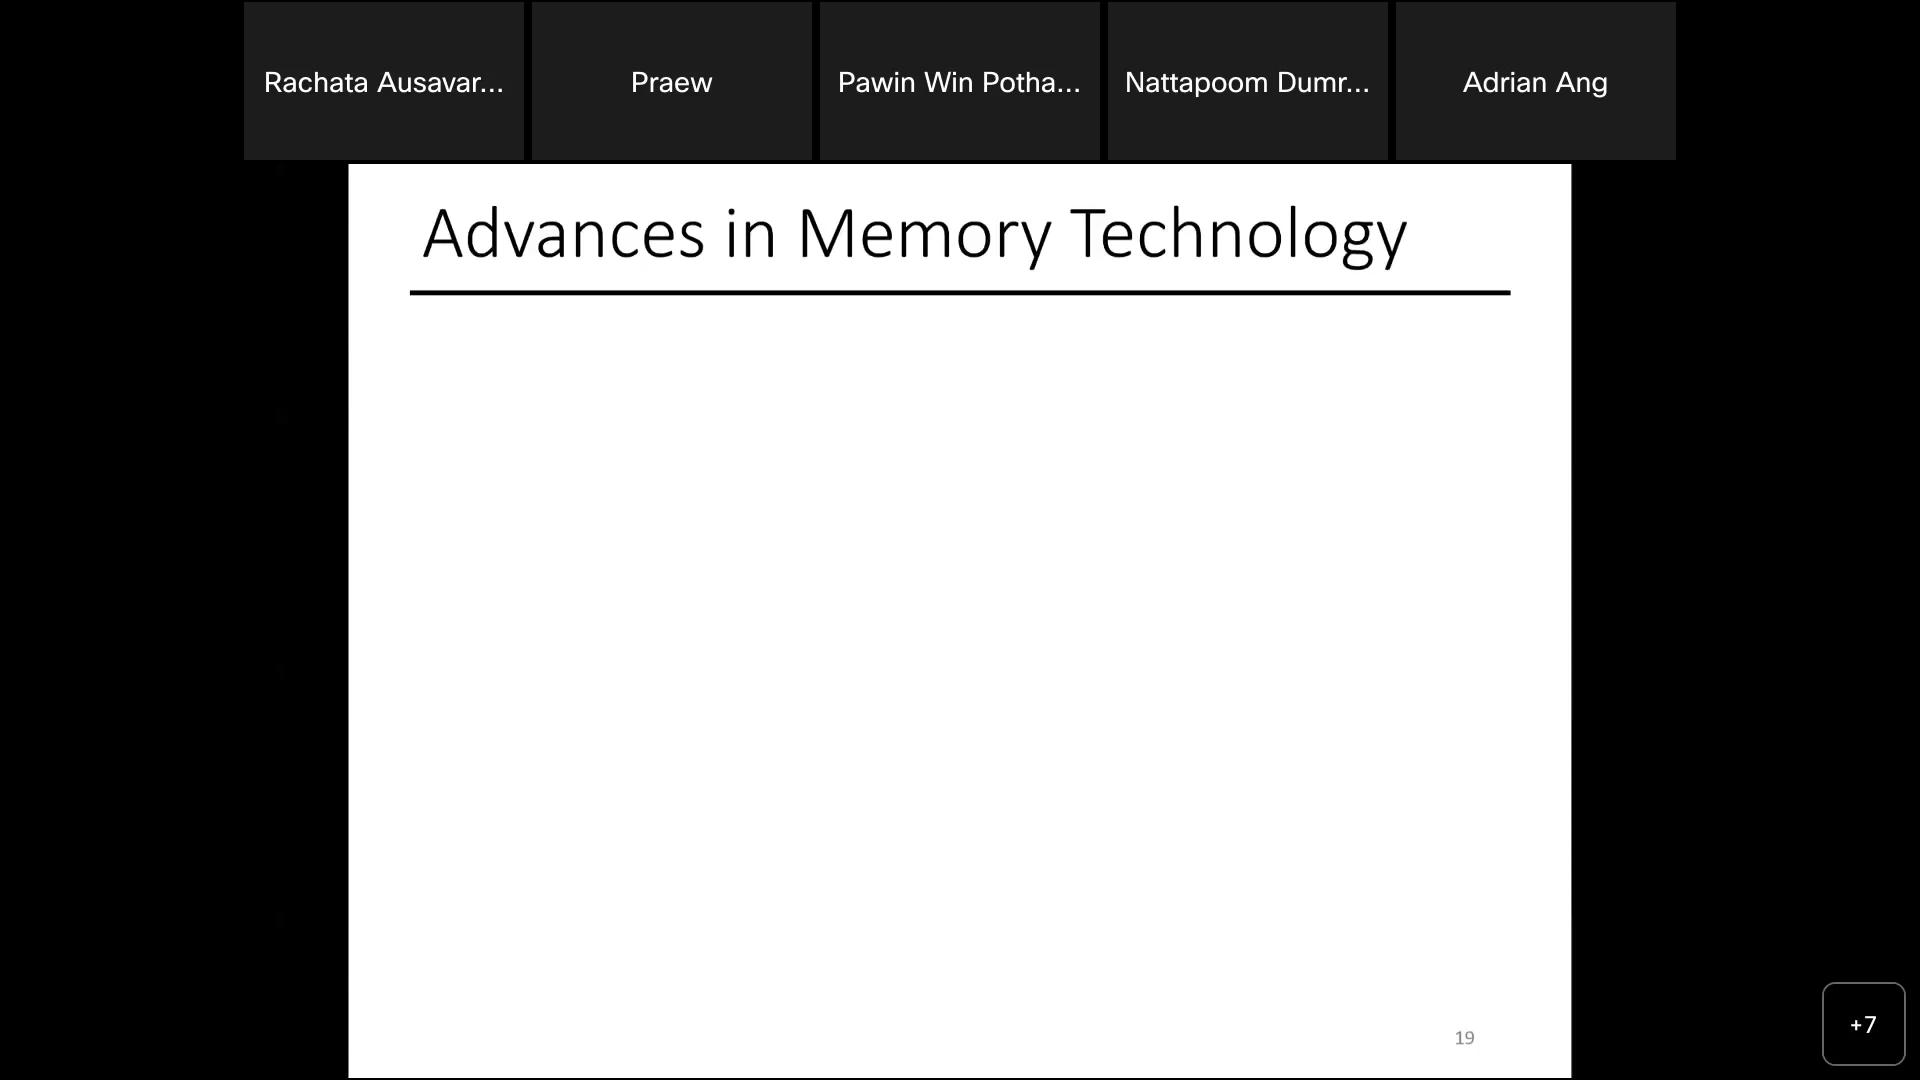 Rachata Ausavar...
Praew
Pawin Win Potha...
Nattapoom Dumr...
Adrian Ang
Advances in Memory Technology
19
+7